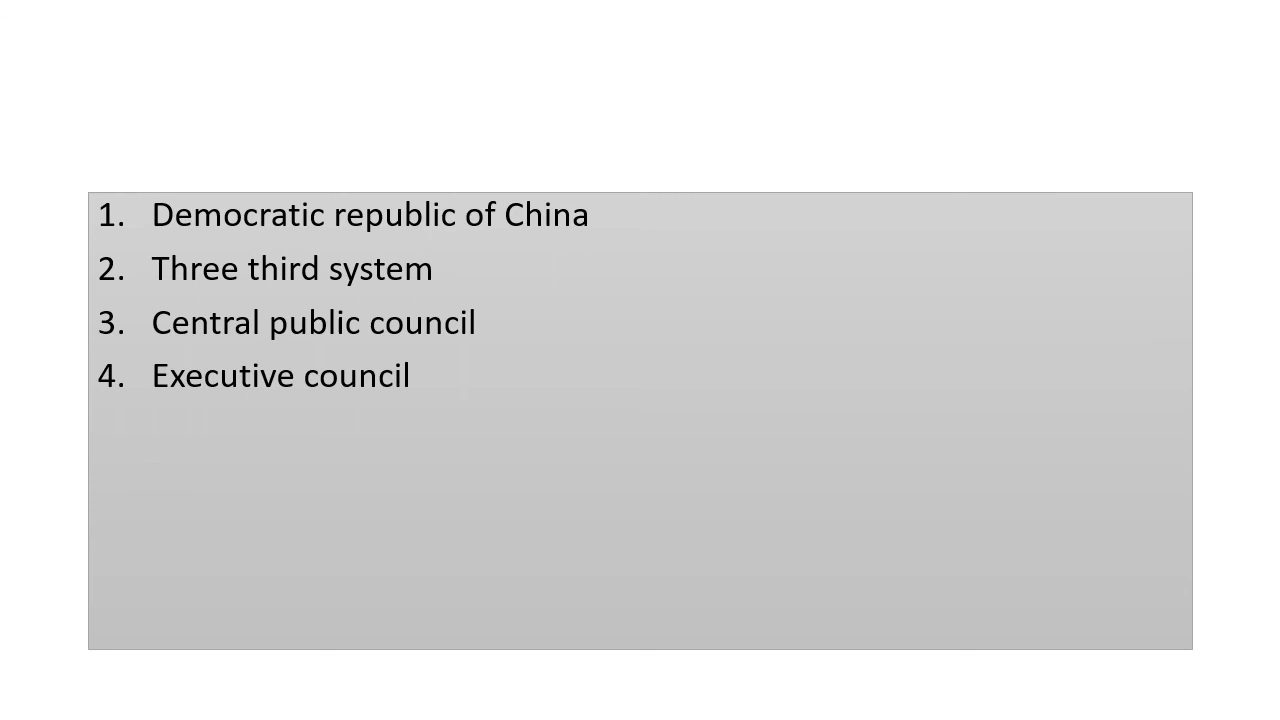 1. Democratic republic of China
2. Three third system
3. Central public council
4. Executive council